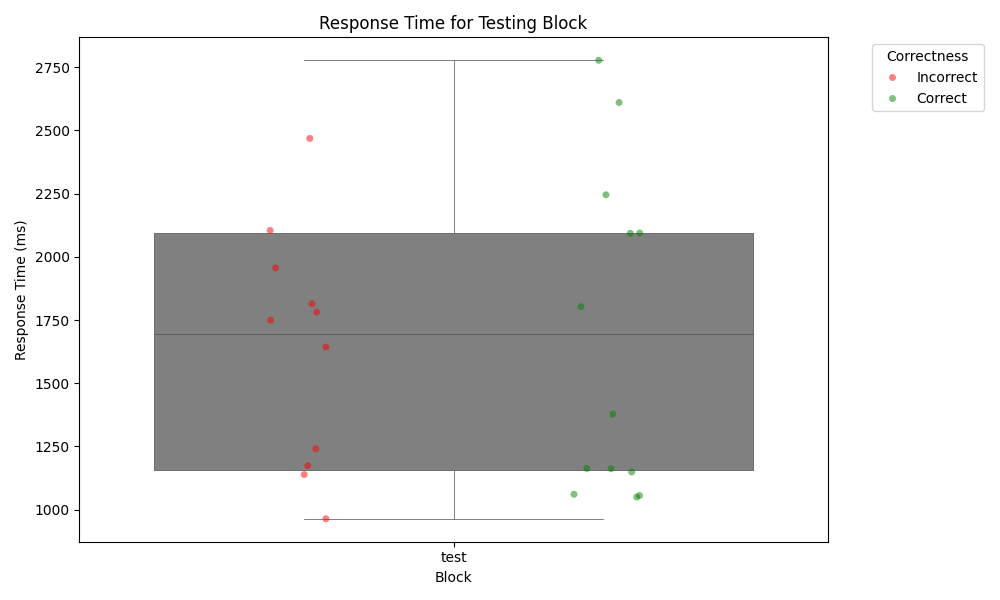 Response Time for Testing Block
Correctness
Incorrect
Correct
Response Time (ms)
2750
2500
2250
2000
1750
1500
1250
1000
test
Block